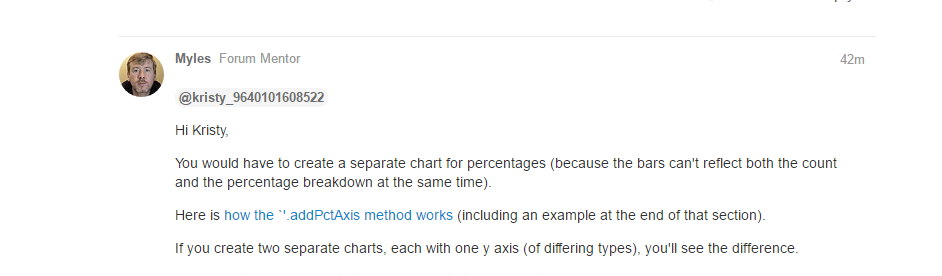 Myles Forum Mentor 42m
@kristy_9640101608522
Hi Kristy,
You would have to create a separate chart for percentages (because the bars can't reflect both the count
and the percentage breakdown at the same time).
Here is how the `'.addPctAxis method works (including an example at the end of that section).
If you create two separate charts, each with one y axis (of differing types), you'll see the difference.